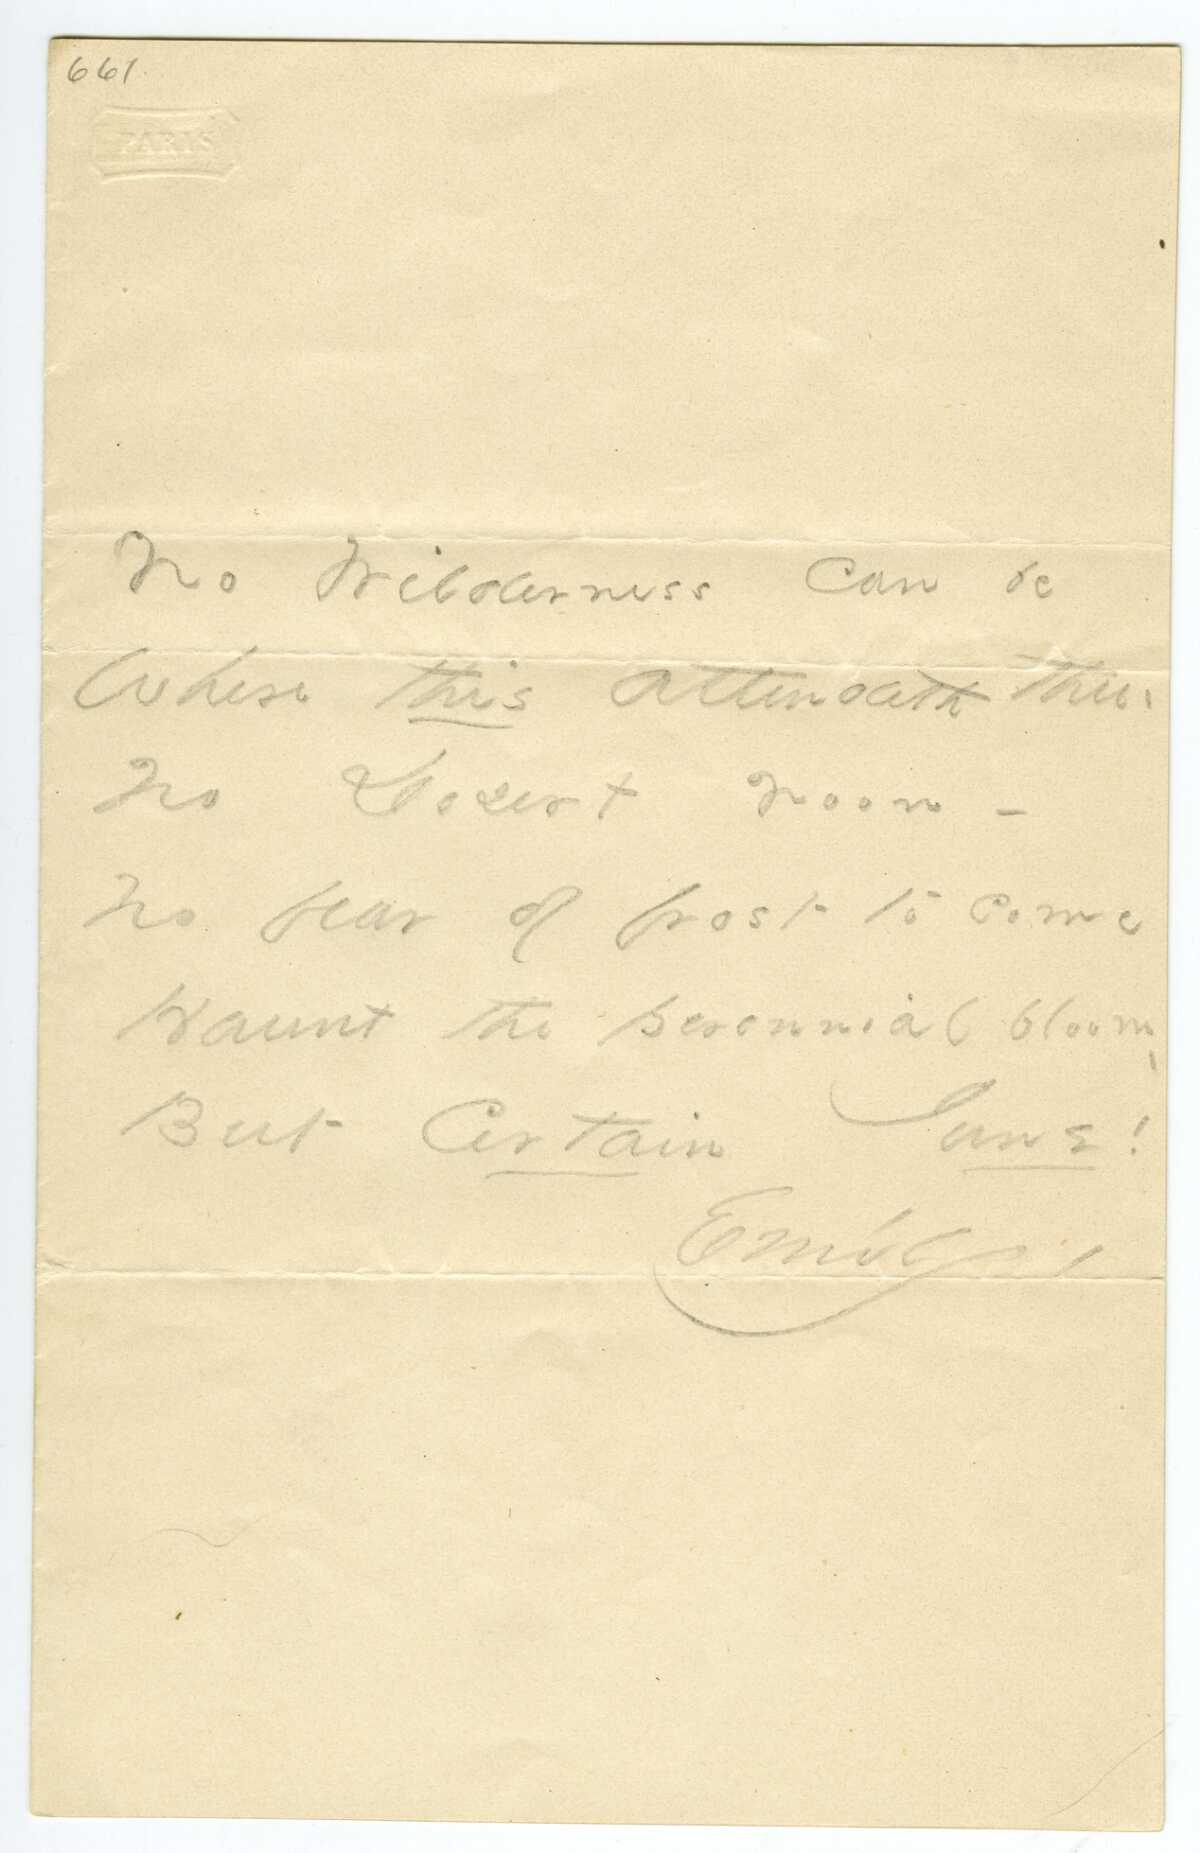 661
PARIS
No Wilderness can be
Where this attendeth thee.
No Desert Noon -
No fear of frost to come
Haunt the perennial bloom,
But Certain June!
Emily.